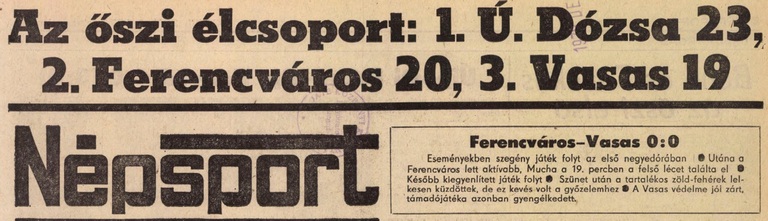 Az őszi élcsoport: 1. Ú. Dózsa 23,
2. Ferencváros 20, 3. Vasas 19
Népsport
Ferencváros–Vasas 0:0
Eseményekben szegény játék folyt az első negyedórában ● Utána a
Ferencváros lett aktívabb, Mucha a 19. percben a felső lécet találta el ●
Később kiegyenlített játék folyt ● Szünet után a tartalékos zöld-fehérek lel-
kesen küzdöttek, de ez kevés volt a győzelemhez ● A Vasas védelme jól zárt,
támadójátéka azonban gyengélkedett.